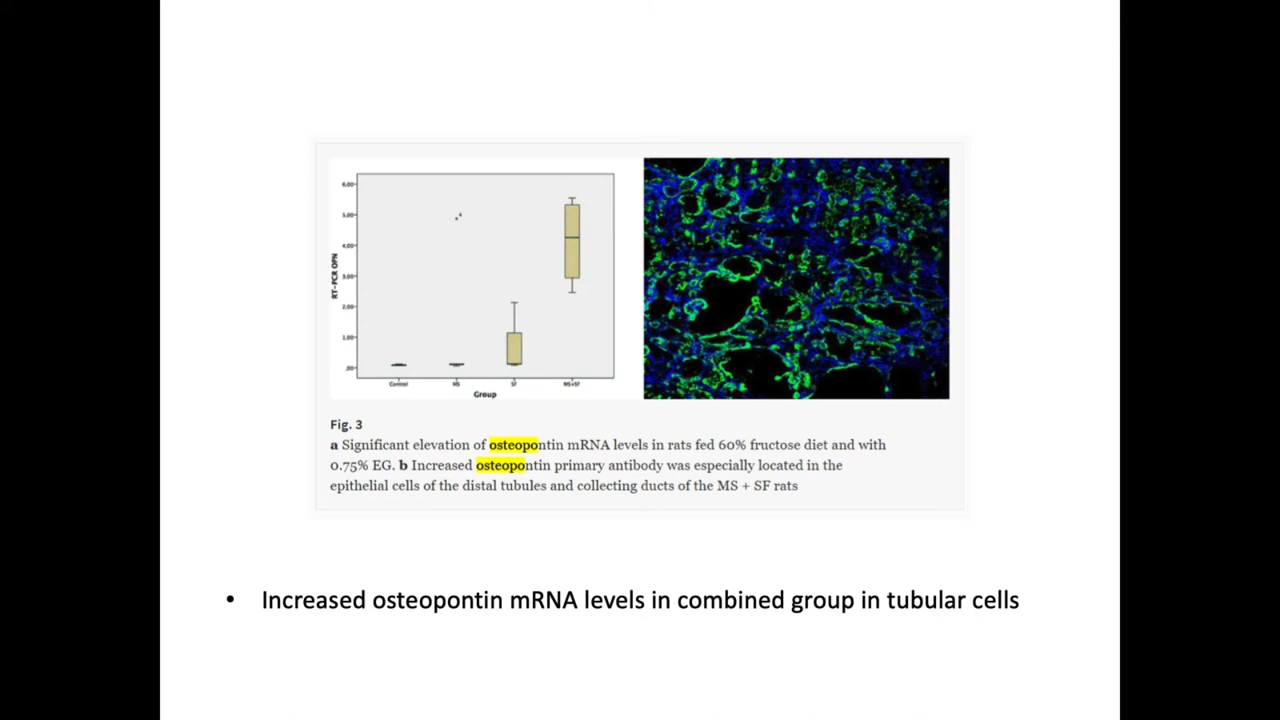 6,00
5,00
4,00
3,00
2,00
1,00
,00
RT-PCR OPN
Control
MS
SF
MS+SF
Group
Fig. 3
a Significant elevation of osteopontin mRNA levels in rats fed 60% fructose diet and with
0.75% EG. b Increased osteopontin primary antibody was especially located in the
epithelial cells of the distal tubules and collecting ducts of the MS + SF rats
• Increased osteopontin mRNA levels in combined group in tubular cells